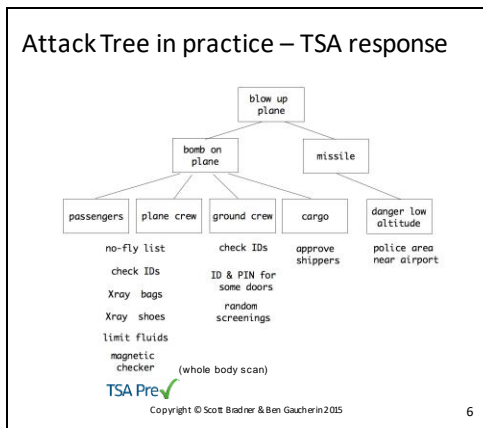 Attack Tree in practice – TSA response
blow up
plane
bomb on
plane
missile
passengers
plane crew
ground crew
cargo
danger low
altitude
no-fly list
check IDs
Xray bags
Xray shoes
limit fluids
magnetic
checker
(whole body scan)
TSA Pre✓
check IDs
ID & PIN for
some doors
random
screenings
approve
shippers
police area
near airport
Copyright © Scott Bradner & Ben Gaucherin 2015
6